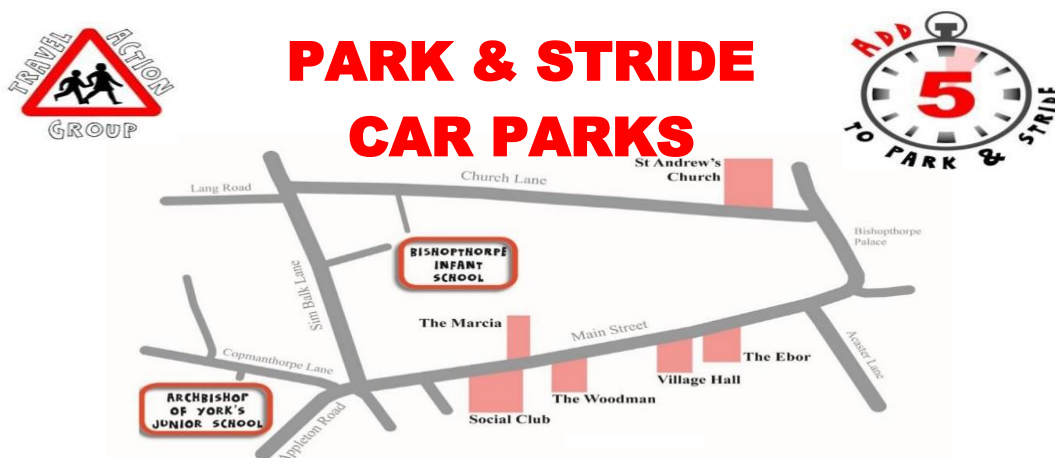 TRAVEL ACTION
GROUP
PARK & STRIDE
CAR PARKS
ADD
5
TO PARK & STRIDE
St Andrew's
Church
Church Lane
Lang Road
Bishopthorpe
Palace
BISHOPTHORPE
INFANT
SCHOOL
Sim Balk Lane
The Marcia
Main Street
The Ebor
Acaster Lane
Copmanthorpe Lane
Village Hall
The Woodman
ARCHBISHOP
OF YORK'S
JUNIOR SCHOOL
Social Club
Appleton Road